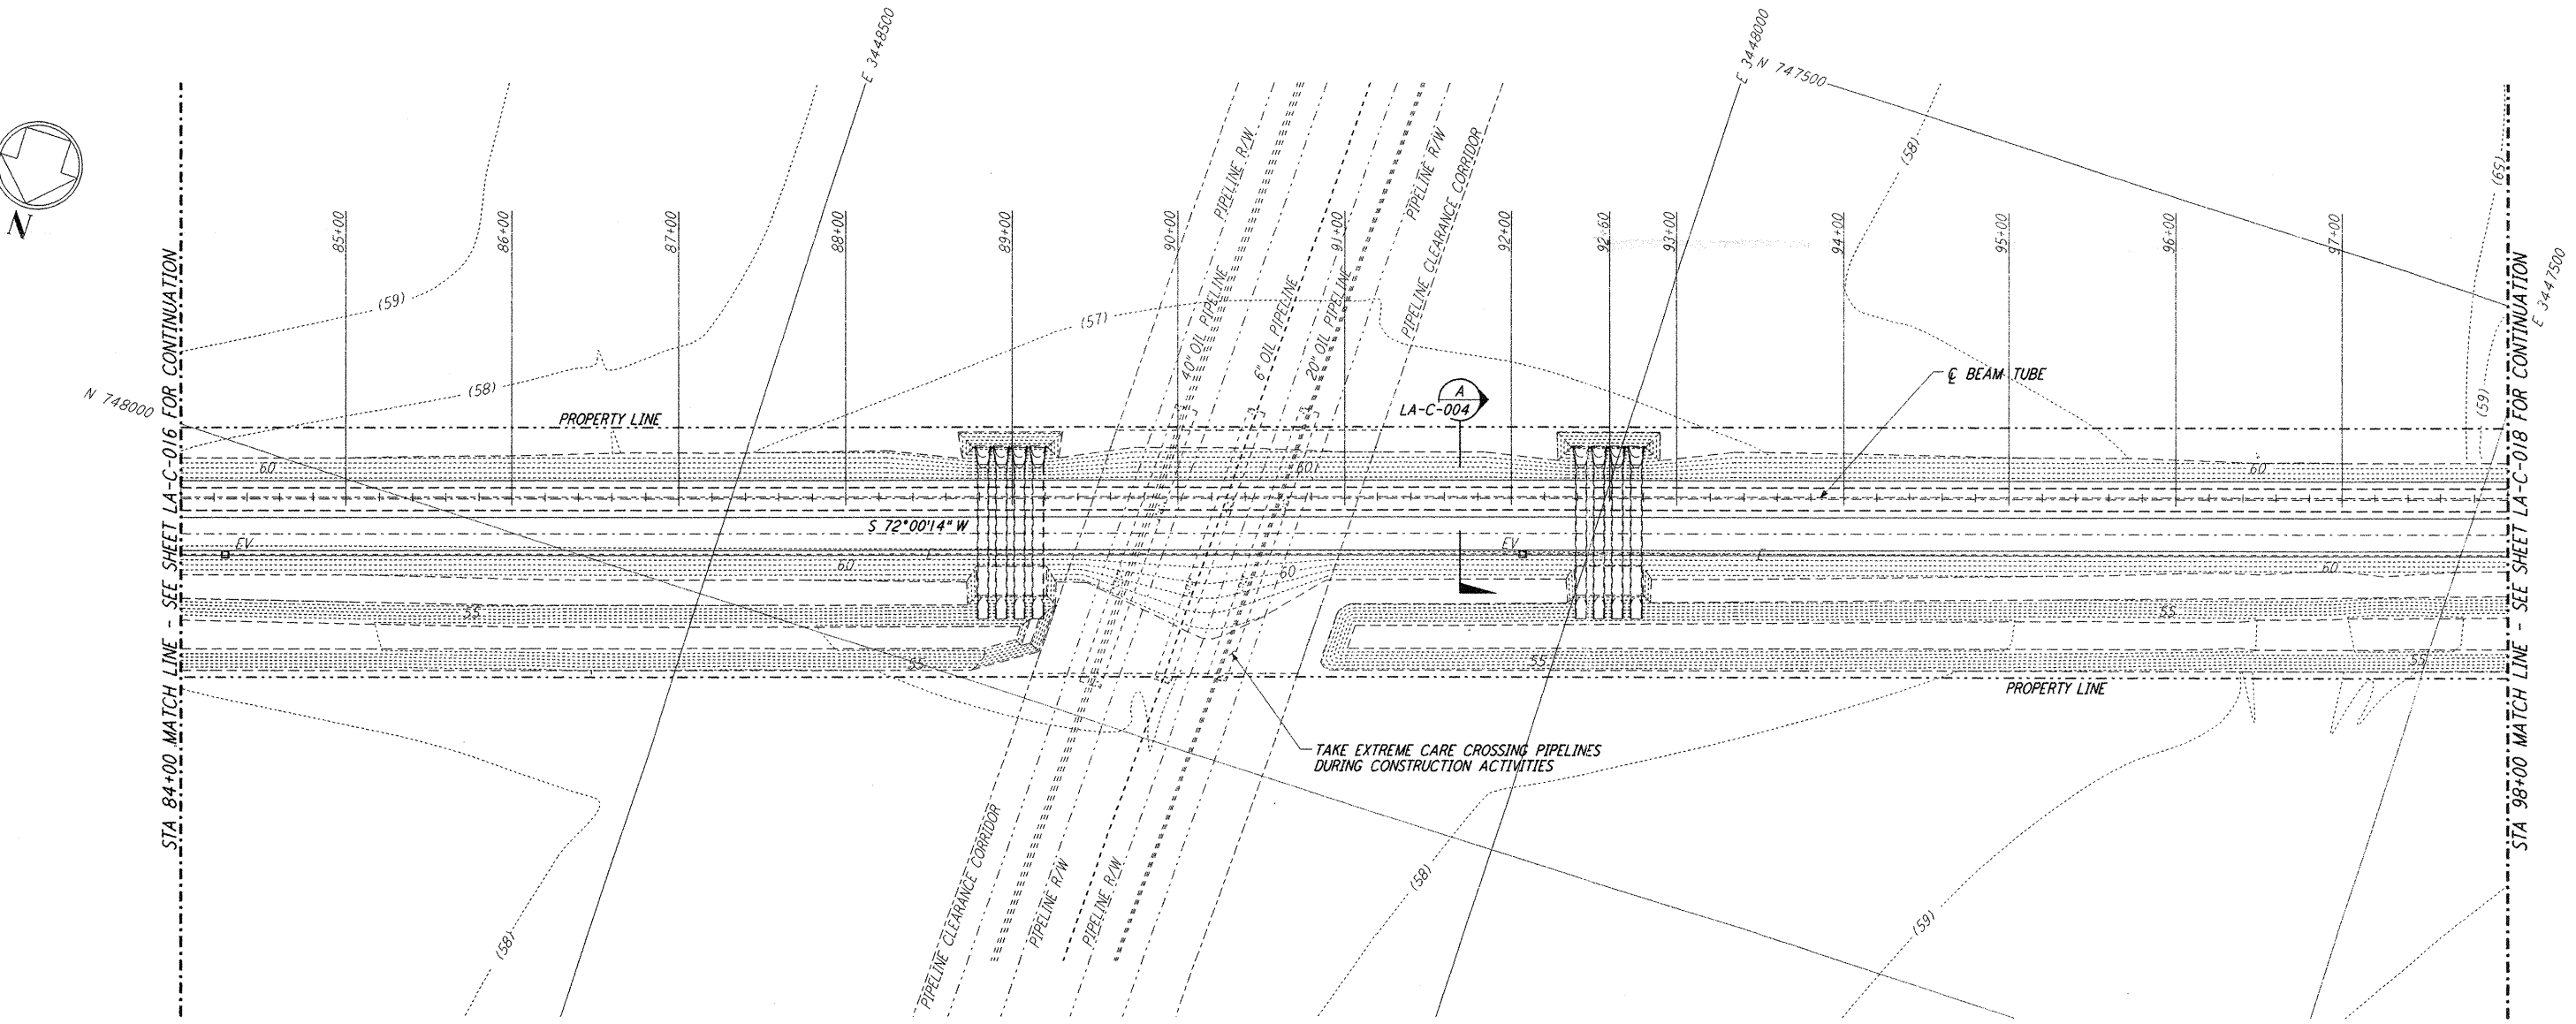 E 3448500
E 3448000
N 747500
N
(58)
(59)
85+00
86+00
87+00
88+00
89+00
90+00
91+00
92+00
92+60
93+00
94+00
95+00
96+00
97+00
PIPELINE R/W
PIPELINE R/W
PIPELINE CLEARANCE CORRIDOR
40" OIL PIPELINE
6" OIL PIPELINE
20" OIL PIPELINE
STA 84+00 MATCH LINE - SEE SHEET LA-C-016 FOR CONTINUATION
STA 98+00 MATCH LINE - SEE SHEET LA-C-018 FOR CONTINUATION
E 3447500
(59)
(57)
(58)
N 748000
PROPERTY LINE
A
LA-C-004
℄ BEAM TUBE
(59)
60
60
60
S 72°00'14" W
EV
E
EV
E
60
60
60
55
55
55
55
55
PROPERTY LINE
TAKE EXTREME CARE CROSSING PIPELINES
DURING CONSTRUCTION ACTIVITIES
PIPELINE CLEARANCE CORRIDOR
PIPELINE R/W
PIPELINE R/W
(58)
(58)
(59)